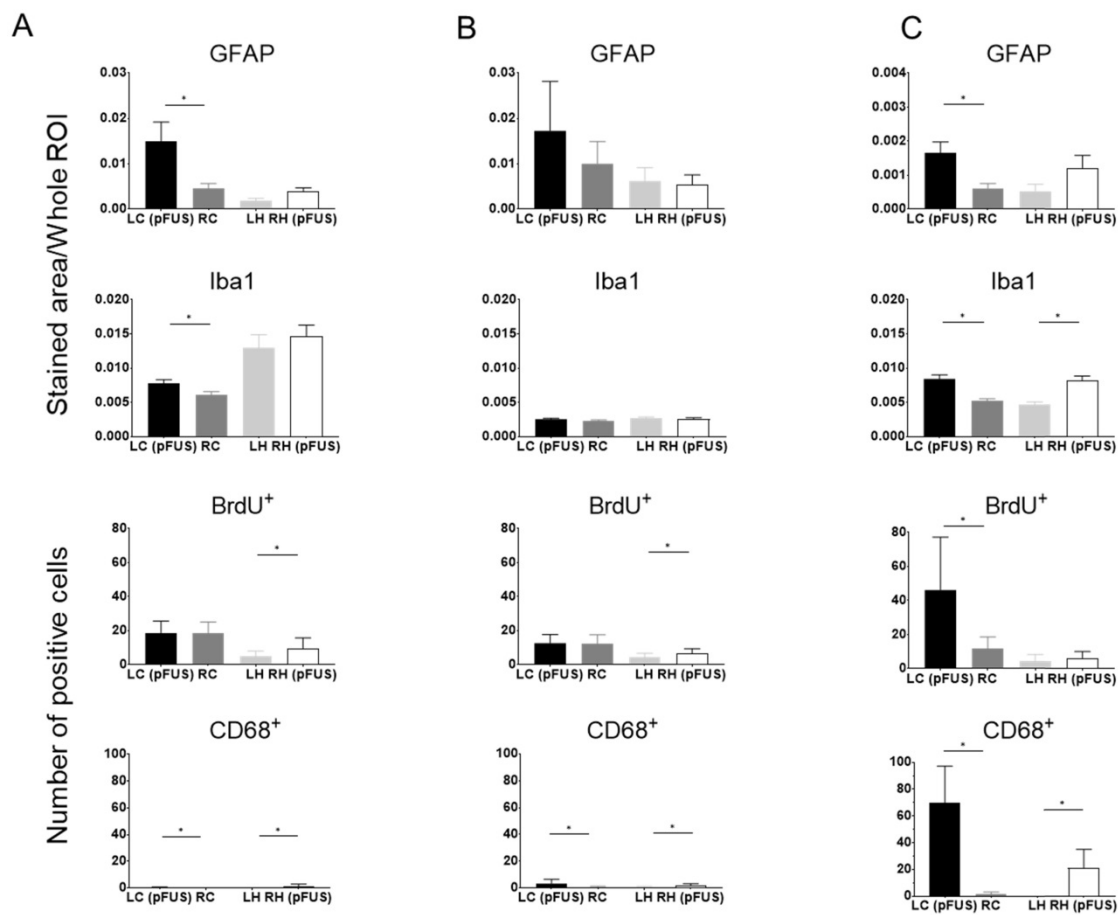 A
B
C
GFAP
GFAP
GFAP
Stained area/Whole ROI
0.03
0.02
0.01
0.00
LC (pFUS) RC LH RH (pFUS)
*
0.03
0.02
0.01
0.00
LC (pFUS) RC LH RH (pFUS)
0.004
0.003
0.002
0.001
0.000
LC (pFUS) RC LH RH (pFUS)
*
Iba1
Iba1
Iba1
0.020
0.015
0.010
0.005
0.000
LC (pFUS) RC LH RH (pFUS)
*
0.020
0.015
0.010
0.005
0.000
LC (pFUS) RC LH RH (pFUS)
0.020
0.015
0.010
0.005
0.000
LC (pFUS) RC LH RH (pFUS)
* *
Number of positive cells
BrdU⁺
BrdU⁺
BrdU⁺
80
60
40
20
0
LC (pFUS) RC LH RH (pFUS)
*
80
60
40
20
0
LC (pFUS) RC LH RH (pFUS)
*
80
60
40
20
0
LC (pFUS) RC LH RH (pFUS)
*
CD68⁺
CD68⁺
CD68⁺
100
80
60
40
20
0
LC (pFUS) RC LH RH (pFUS)
* *
100
80
60
40
20
0
LC (pFUS) RC LH RH (pFUS)
* *
100
80
60
40
20
0
LC (pFUS) RC LH RH (pFUS)
* *